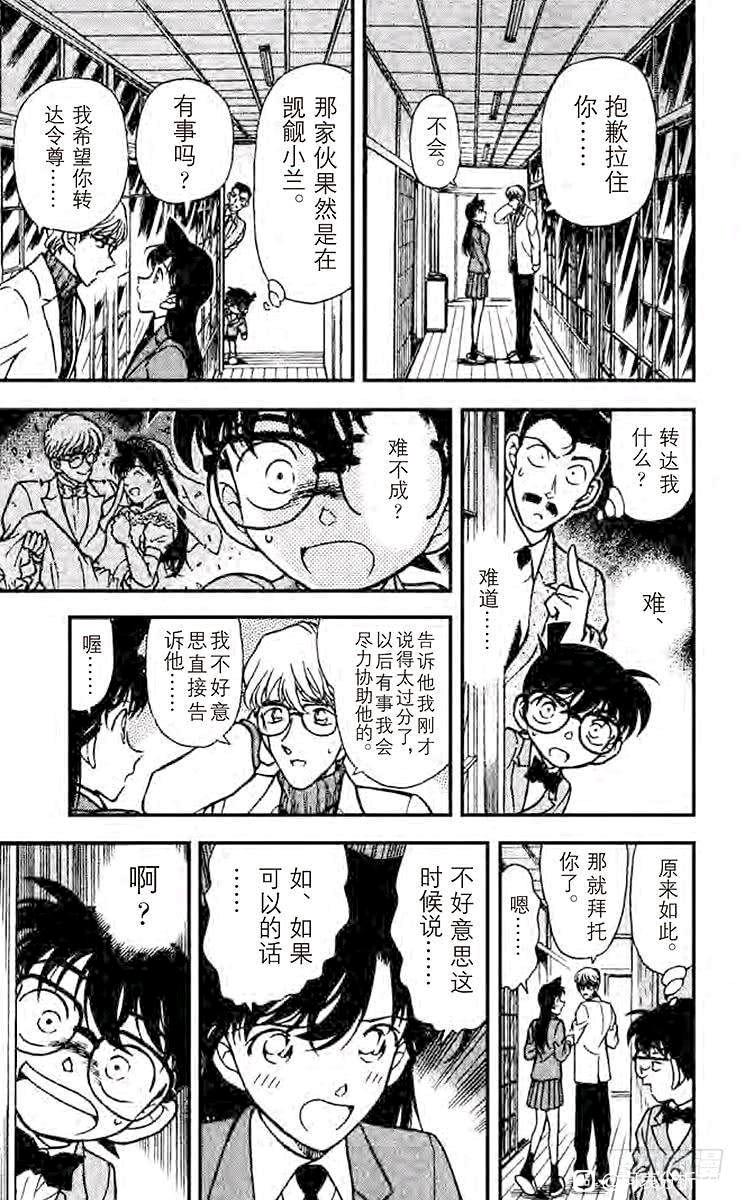 抱歉拉住
你……
不会。
那家伙果然是在
觊觎小兰。
有事吗？
我希望你转
达令尊……
转达我
什么？
难、
难道……
难不成？
告诉他我刚才
说得太过分了，
以后有事我会
尽力协助他的。
我不好意
思直接告
诉他……
喔……
原来如此。
那就拜托
你了。
嗯……
不好意思这
时候说……
如、如果
可以的话
……
啊？